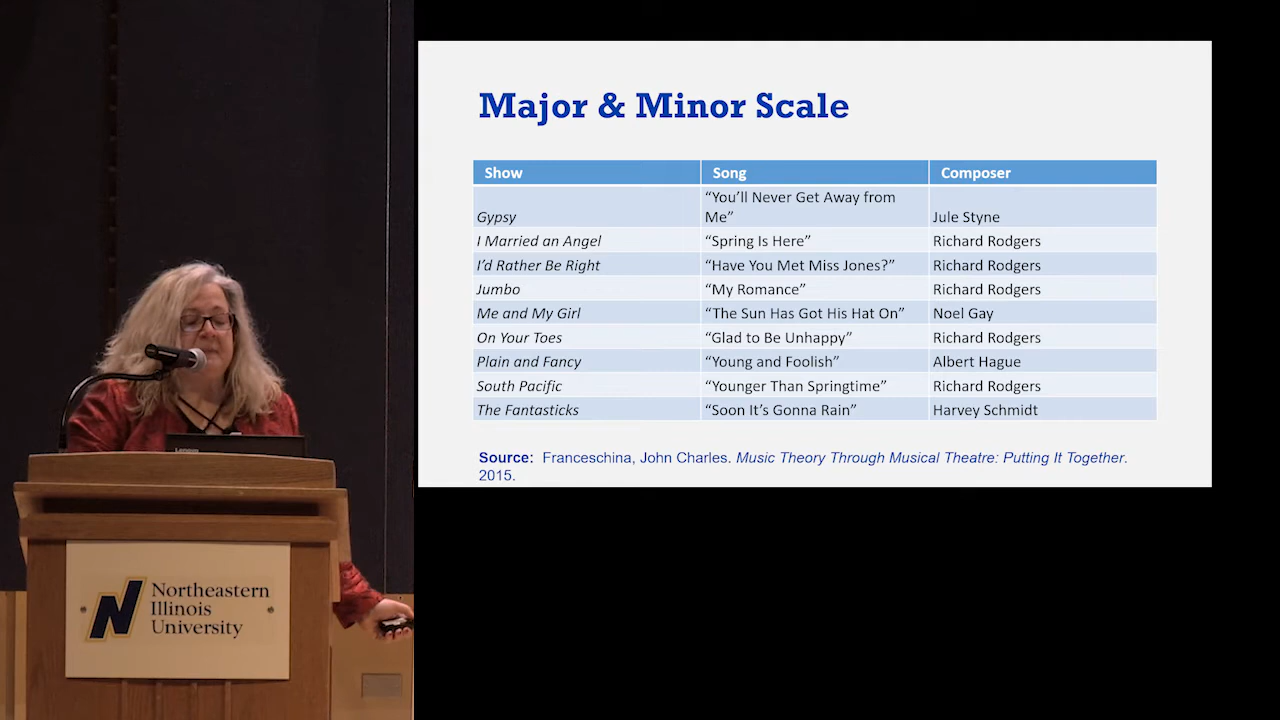 Major & Minor Scale
Show Song Composer
Gypsy “You’ll Never Get Away from Me” Jule Styne
I Married an Angel “Spring Is Here” Richard Rodgers
I’d Rather Be Right “Have You Met Miss Jones?” Richard Rodgers
Jumbo “My Romance” Richard Rodgers
Me and My Girl “The Sun Has Got His Hat On” Noel Gay
On Your Toes “Glad to Be Unhappy” Richard Rodgers
Plain and Fancy “Young and Foolish” Albert Hague
South Pacific “Younger Than Springtime” Richard Rodgers
The Fantasticks “Soon It’s Gonna Rain” Harvey Schmidt
Source: Franceschina, John Charles. Music Theory Through Musical Theatre: Putting It Together.
2015.
Lenovo
N Northeastern
Illinois
University